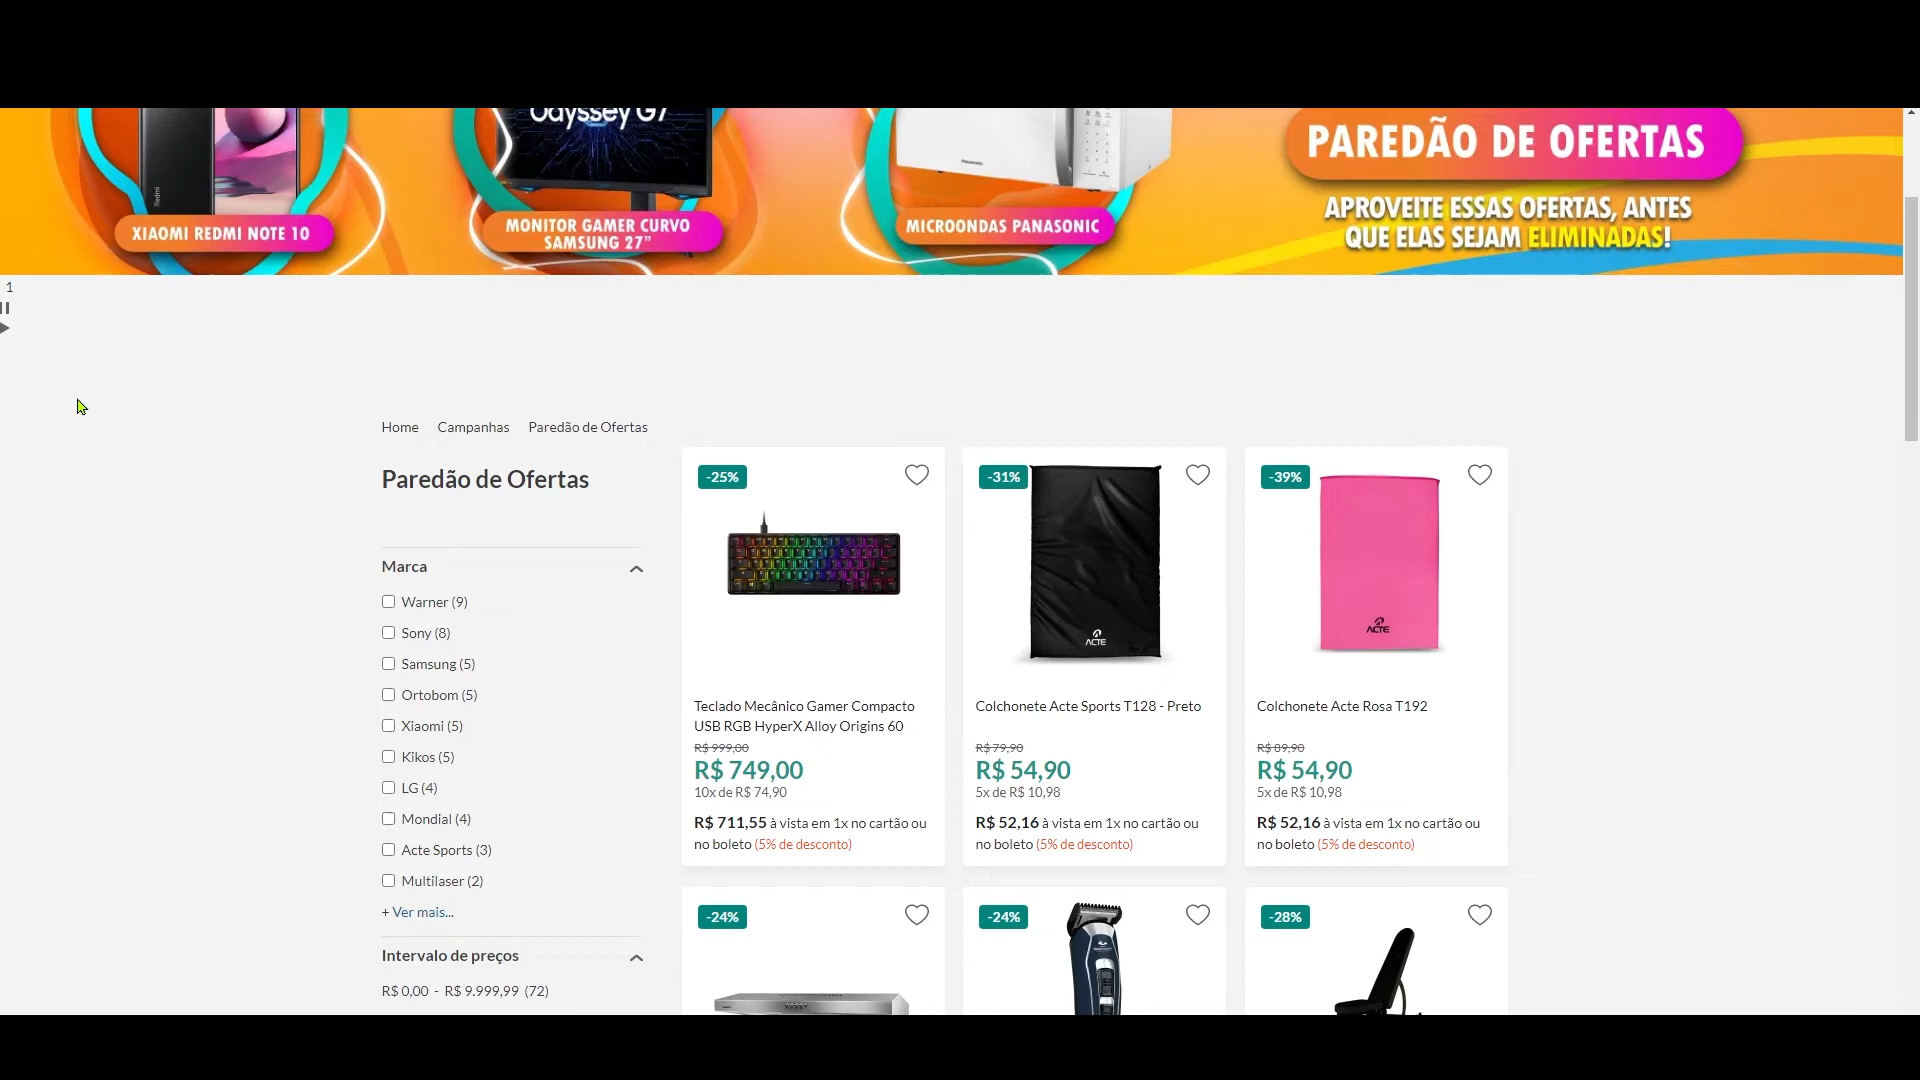 Redmi
Odyssey G7
Panasonic
XIAOMI REDMI NOTE 10
MONITOR GAMER CURVO
SAMSUNG 27”
MICROONDAS PANASONIC
PAREDÃO DE OFERTAS
APROVEITE ESSAS OFERTAS, ANTES
QUE ELAS SEJAM ELIMINADAS!
1
Home Campanhas Paredão de Ofertas
Paredão de Ofertas
Marca
Warner (9)
Sony (8)
Samsung (5)
Ortobom (5)
Xiaomi (5)
Kikos (5)
LG (4)
Mondial (4)
Acte Sports (3)
Multilaser (2)
+ Ver mais...
Intervalo de preços
R$ 0,00 - R$ 9.999,99 (72)
-25%
Teclado Mecânico Gamer Compacto
USB RGB HyperX Alloy Origins 60
R$ 999,00
R$ 749,00
10x de R$ 74,90
R$ 711,55 à vista em 1x no cartão ou
no boleto (5% de desconto)
-31%
ACTE
Colchonete Acte Sports T128 - Preto
R$ 79,90
R$ 54,90
5x de R$ 10,98
R$ 52,16 à vista em 1x no cartão ou
no boleto (5% de desconto)
-39%
ACTE
Colchonete Acte Rosa T192
R$ 89,90
R$ 54,90
5x de R$ 10,98
R$ 52,16 à vista em 1x no cartão ou
no boleto (5% de desconto)
-24%
-24%
-28%